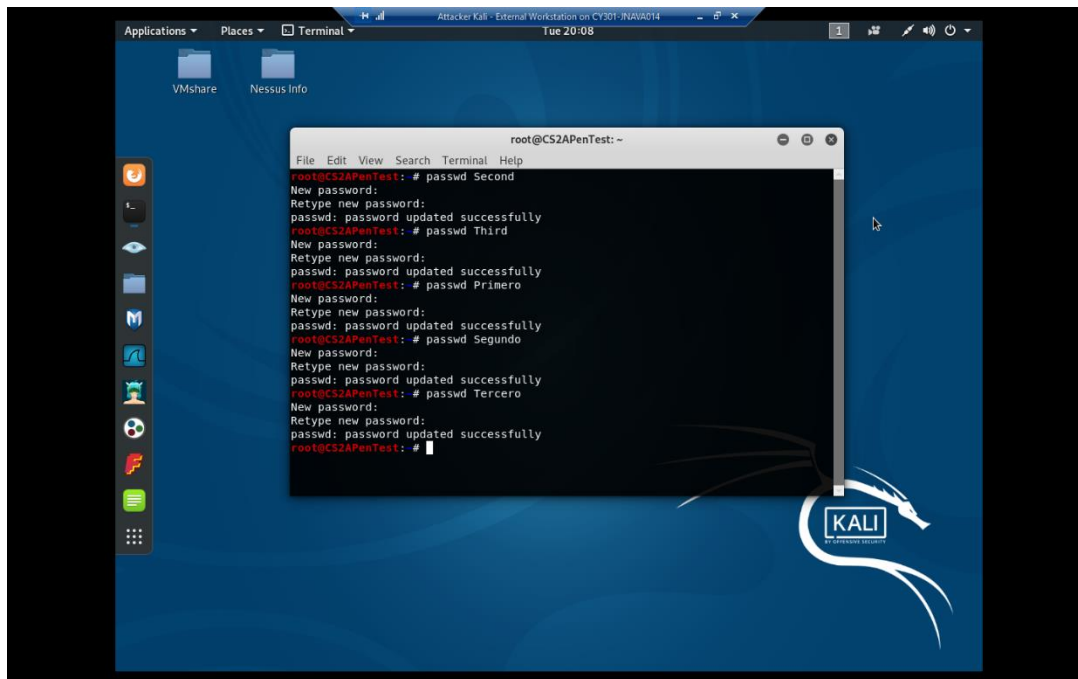 Attacker Kali - External Workstation on CY301-JNAVA014
Applications Places Terminal Tue 20:08 1
VMshare Nessus Info
root@CS2APenTest: ~
File Edit View Search Terminal Help
root@CS2APenTest:~# passwd Second
New password:
Retype new password:
passwd: password updated successfully
root@CS2APenTest:~# passwd Third
New password:
Retype new password:
passwd: password updated successfully
root@CS2APenTest:~# passwd Primero
New password:
Retype new password:
passwd: password updated successfully
root@CS2APenTest:~# passwd Segundo
New password:
Retype new password:
passwd: password updated successfully
root@CS2APenTest:~# passwd Tercero
New password:
Retype new password:
passwd: password updated successfully
root@CS2APenTest:~#
KALI
BY OFFENSIVE SECURITY